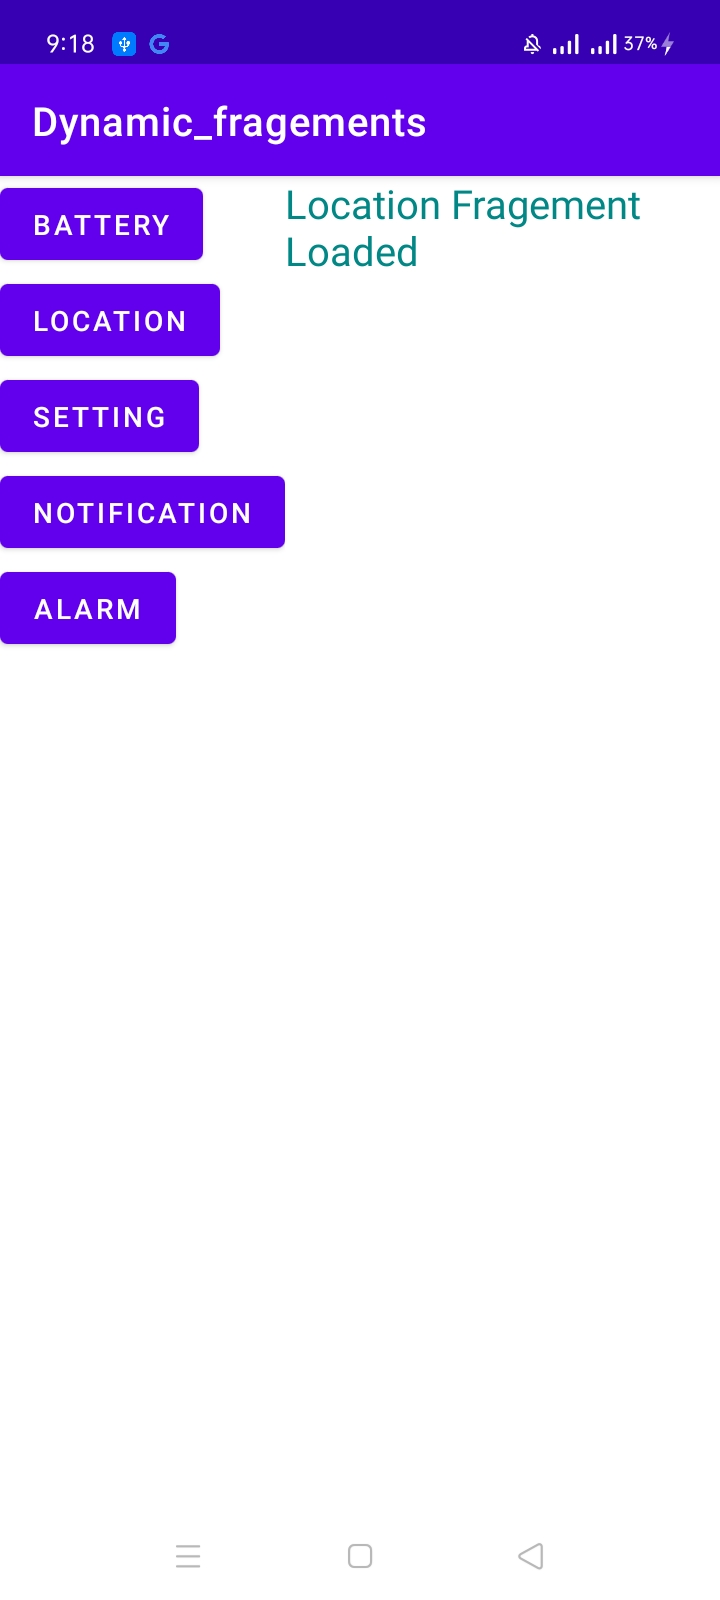 9:18 37%
Dynamic_fragements
BATTERY
Location Fragement
Loaded
LOCATION
SETTING
NOTIFICATION
ALARM